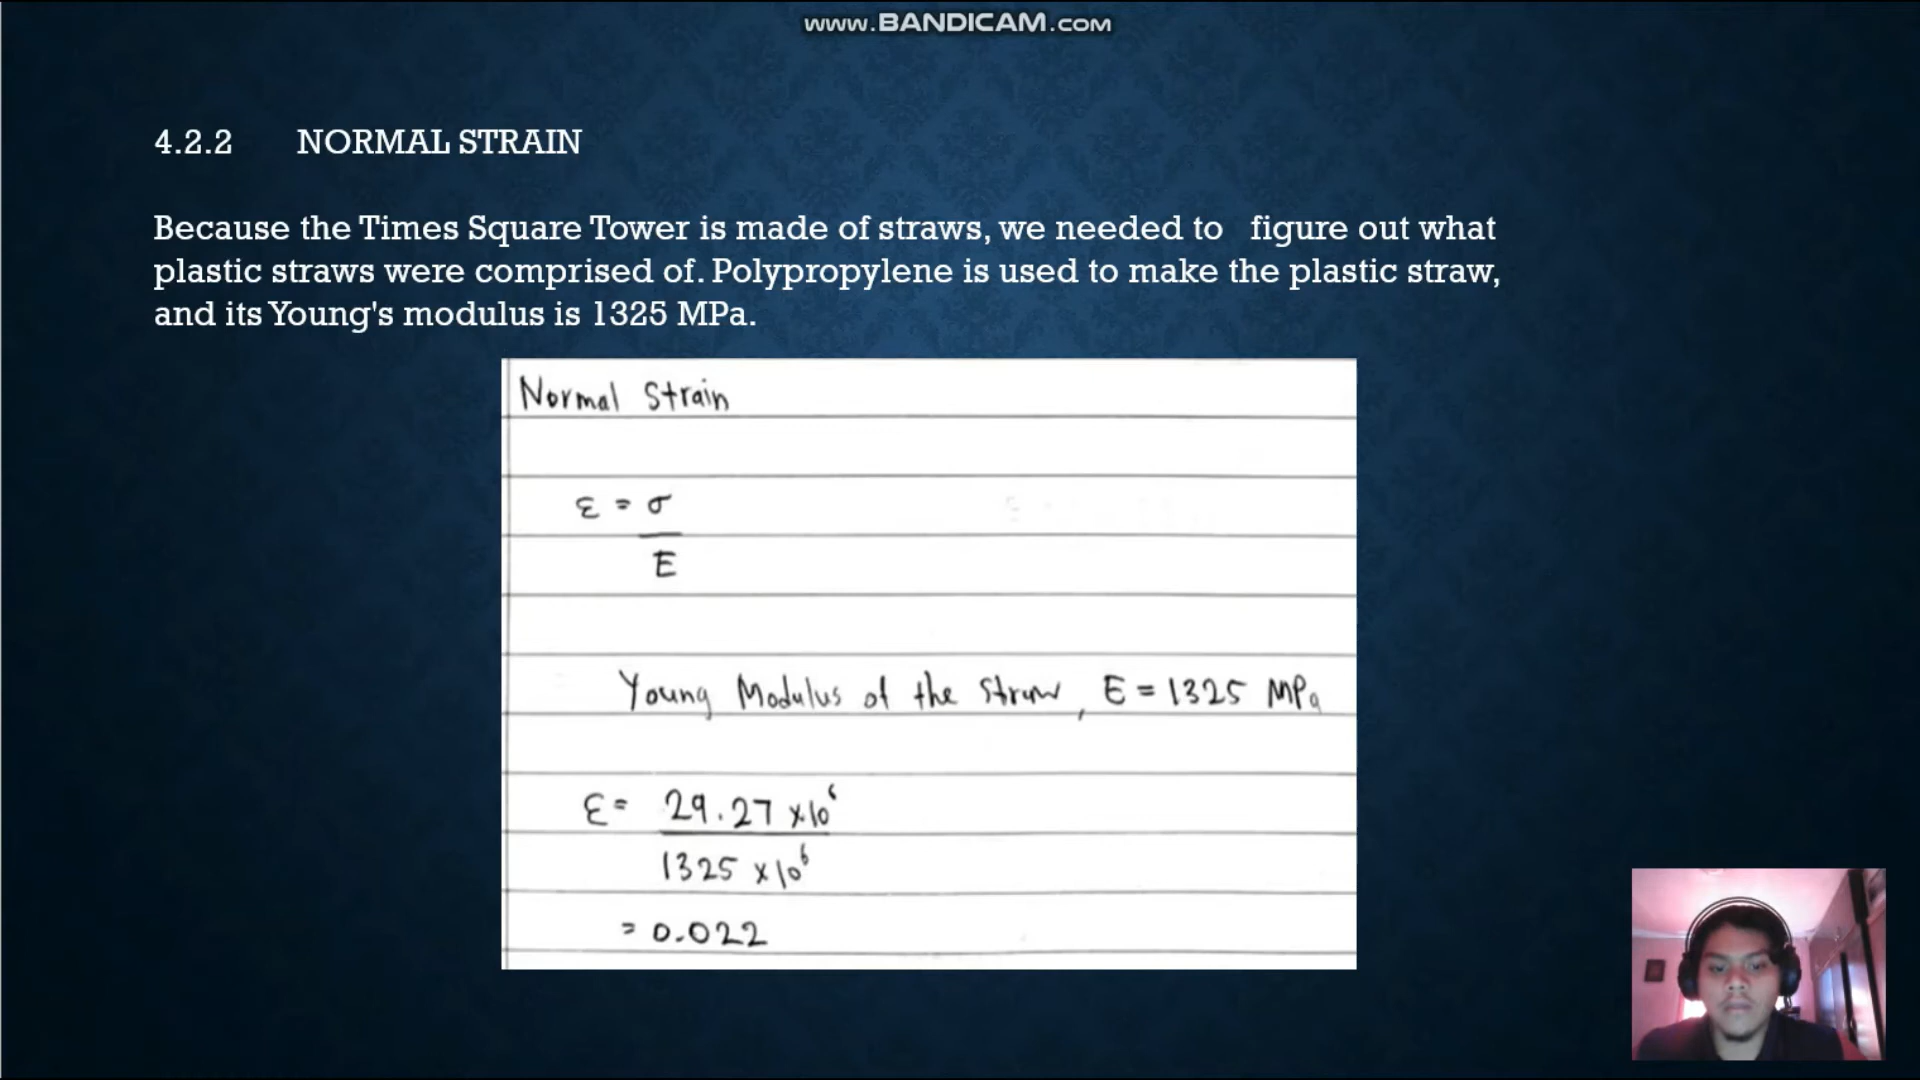 www.BANDICAM.com
4.2.2 NORMAL STRAIN
Because the Times Square Tower is made of straws, we needed to figure out what
plastic straws were comprised of. Polypropylene is used to make the plastic straw,
and its Young's modulus is 1325 MPa.
Normal Strain
ε = σ
E
Young Modulus of the Straw, E = 1325 MPa
ε = 29.27 x10⁶
1325 x10⁶
= 0.022